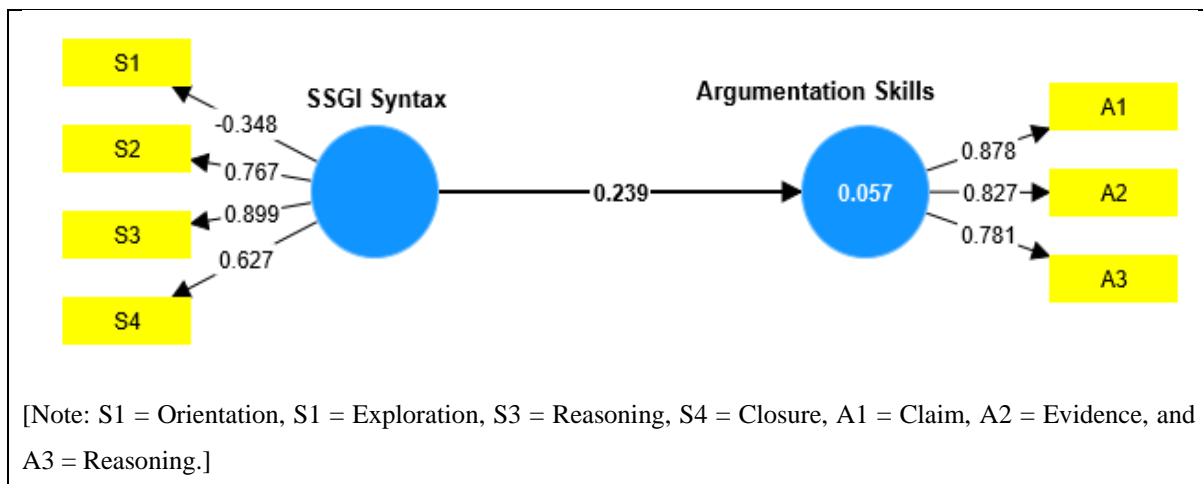 S1
SSGI Syntax
Argumentation Skills
A1
-0.348
0.878
S2
0.767
0.239
0.057
0.827
A2
S3
0.899
0.781
0.627
A3
S4
[Note: S1 = Orientation, S1 = Exploration, S3 = Reasoning, S4 = Closure, A1 = Claim, A2 = Evidence, and
A3 = Reasoning.]